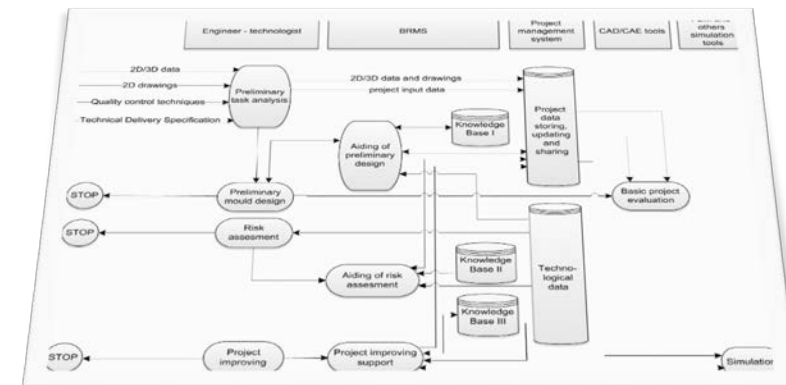 Engineer - technologist
BRMS
Project
management
system
CAD/CAE tools
others
simulation
tools
2D/3D data
2D drawings
Quality control techniques
Technical Delivery Specification
Preliminary
task analysis
2D/3D data and drawings
project input data
Knowledge
Base I
Aiding of
preliminary
design
Project
data
storing,
updating
and
sharing
STOP
Preliminary
mould design
Basic project
evaluation
STOP
Risk
assesment
Aiding of risk
assesment
Knowledge
Base II
Techno-
logical
data
Knowledge
Base III
STOP
Project
improving
Project improving
support
Simulation